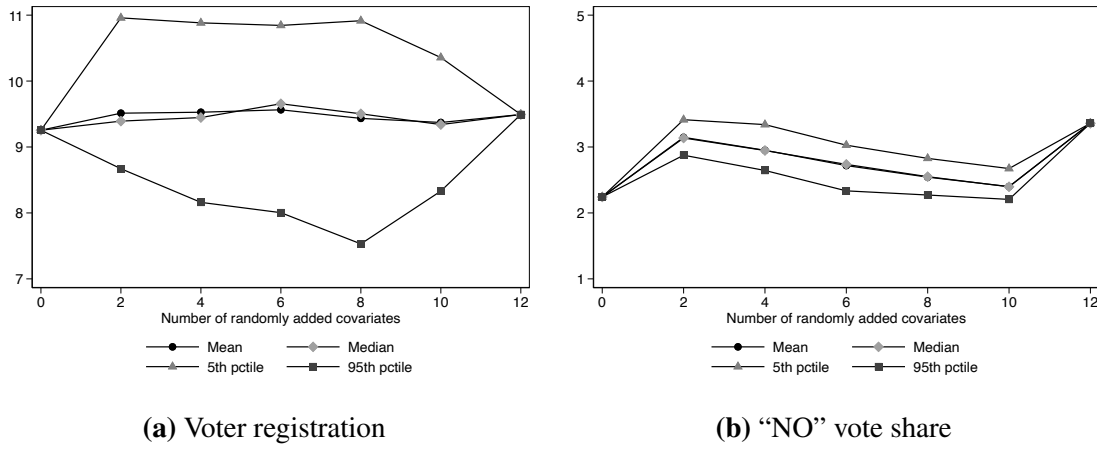 11
10
9
8
7
0 2 4 6 8 10 12
Number of randomly added covariates
Mean Median
5th pctile 95th pctile
(a) Voter registration
5
4
3
2
1
0 2 4 6 8 10 12
Number of randomly added covariates
Mean Median
5th pctile 95th pctile
(b) “NO” vote share